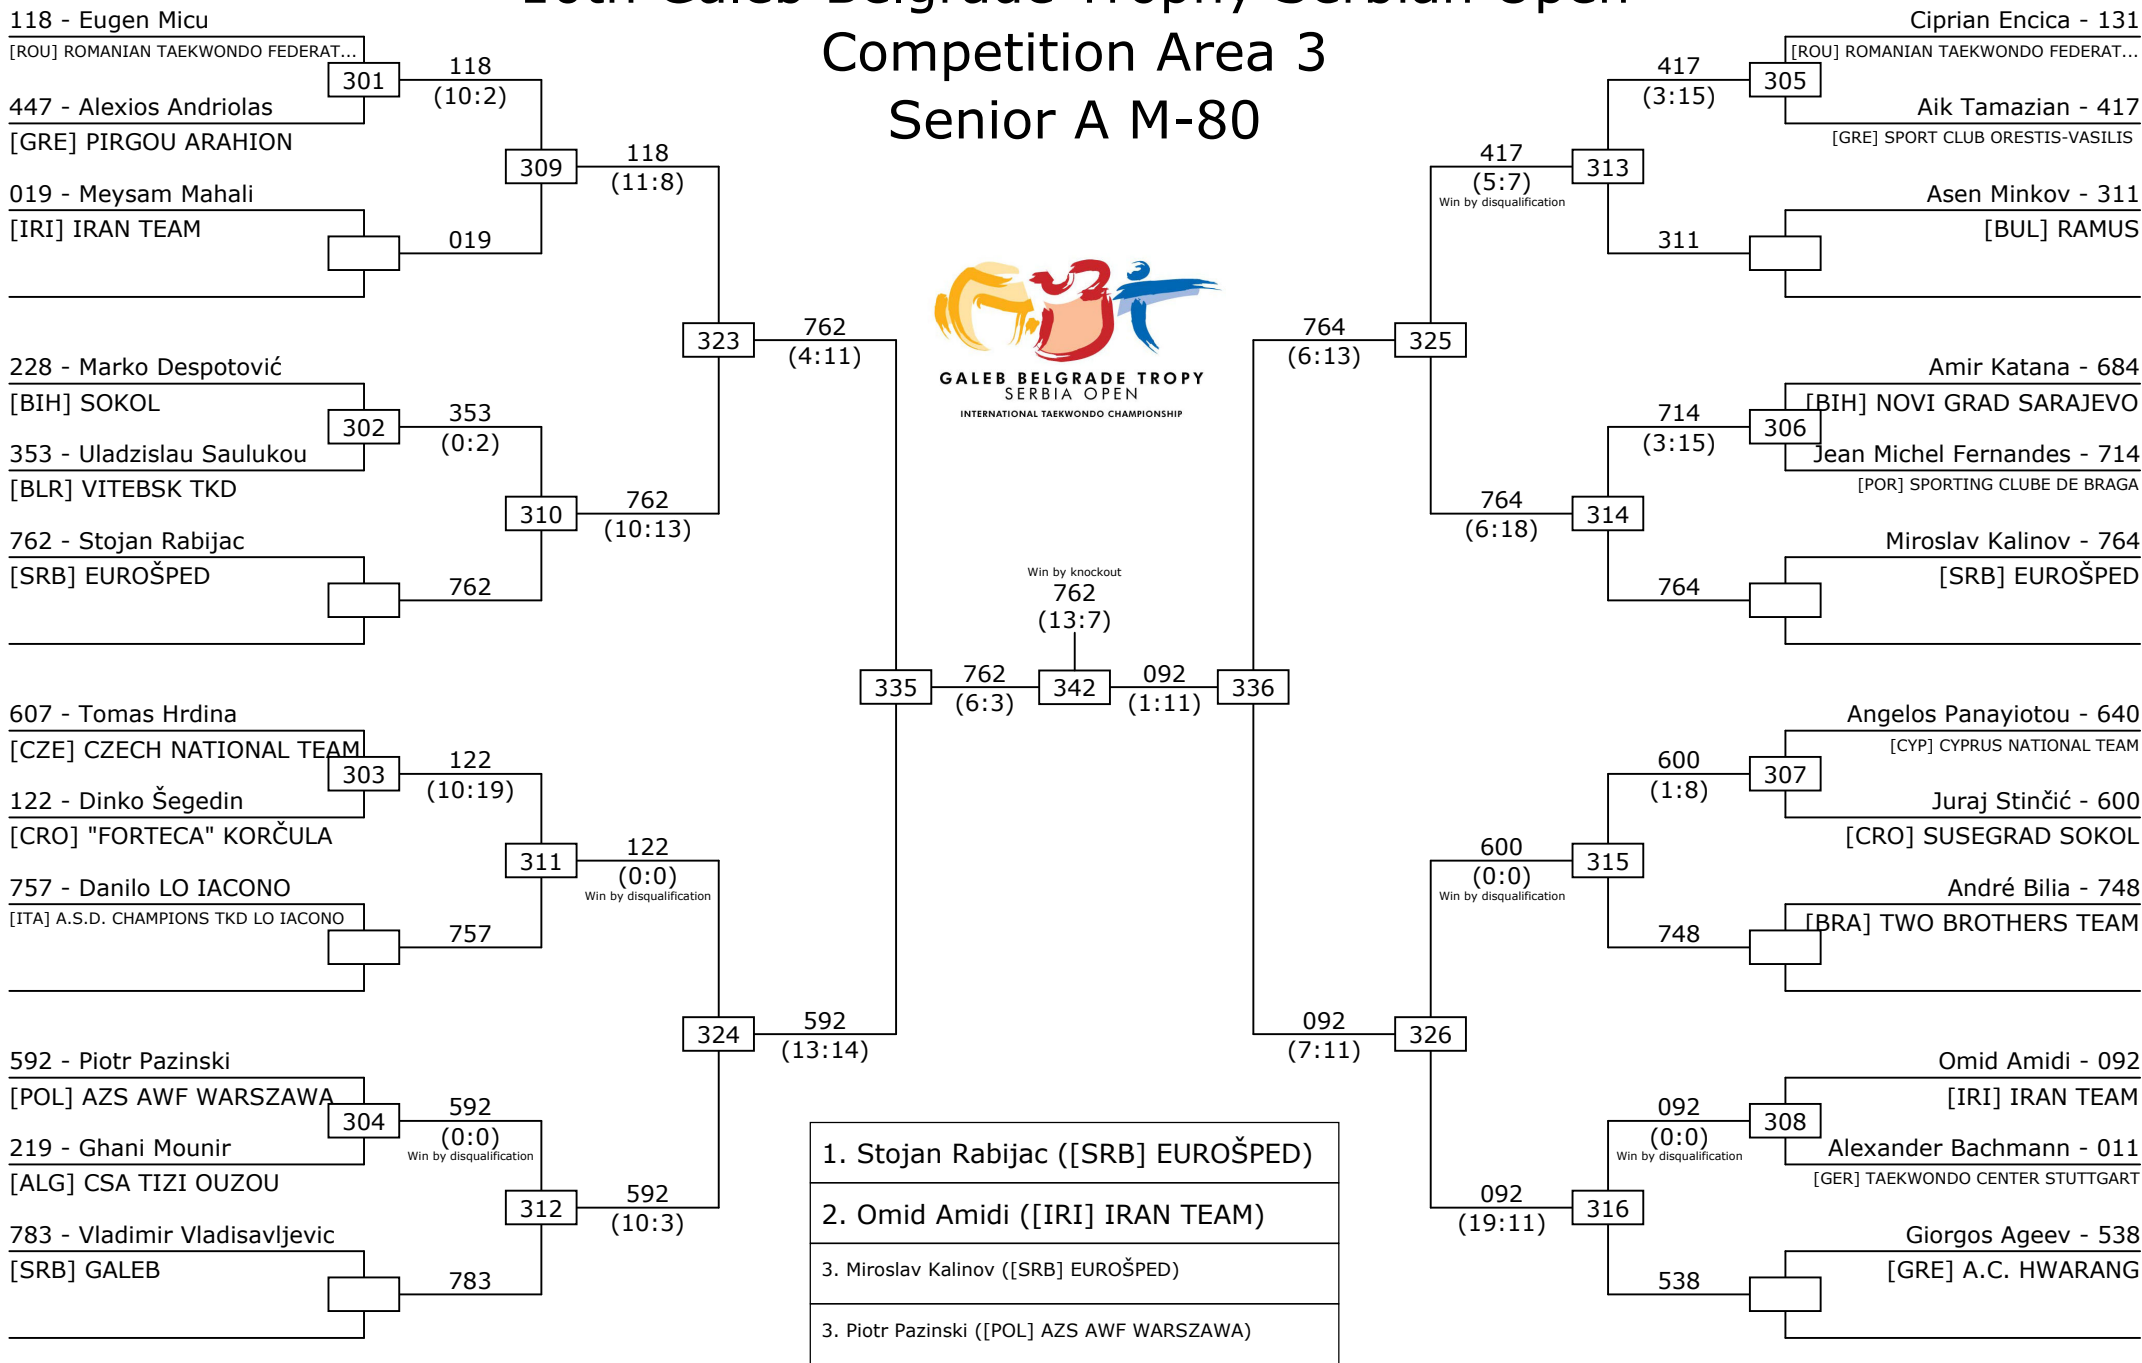 10th Galeb Belgrade Trophy Serbian Open
Competition Area 3
Senior A M-80
118 - Eugen Micu
[ROU] ROMANIAN TAEKWONDO FEDERAT...
301
118
(10:2)
447 - Alexios Andriolas
[GRE] PIRGOU ARAHION
309
118
(11:8)
019 - Meysam Mahali
[IRI] IRAN TEAM
019
323
762
(4:11)
228 - Marko Despotović
[BIH] SOKOL
302
353
(0:2)
353 - Uladzislau Saulukou
[BLR] VITEBSK TKD
310
762
(10:13)
762 - Stojan Rabijac
[SRB] EUROŠPED
762
335
762
(6:3)
607 - Tomas Hrdina
[CZE] CZECH NATIONAL TEAM
303
122
(10:19)
122 - Dinko Šegedin
[CRO] "FORTECA" KORČULA
311
122
(0:0)
Win by disqualification
757 - Danilo LO IACONO
[ITA] A.S.D. CHAMPIONS TKD LO IACONO
757
324
592
(13:14)
592 - Piotr Pazinski
[POL] AZS AWF WARSZAWA
304
592
(0:0)
Win by disqualification
219 - Ghani Mounir
[ALG] CSA TIZI OUZOU
312
592
(10:3)
783 - Vladimir Vladisavljevic
[SRB] GALEB
783
GALEB BELGRADE TROPY
SERBIA OPEN
INTERNATIONAL TAEKWONDO CHAMPIONSHIP
Win by knockout
762
(13:7)
342
092
(1:11)
336
Ciprian Encica - 131
[ROU] ROMANIAN TAEKWONDO FEDERAT...
417
(3:15)
305
Aik Tamazian - 417
[GRE] SPORT CLUB ORESTIS-VASILIS
417
(5:7)
Win by disqualification
313
Asen Minkov - 311
[BUL] RAMUS
311
764
(6:13)
325
Amir Katana - 684
[BIH] NOVI GRAD SARAJEVO
714
(3:15)
306
Jean Michel Fernandes - 714
[POR] SPORTING CLUBE DE BRAGA
764
(6:18)
314
Miroslav Kalinov - 764
[SRB] EUROŠPED
764
Angelos Panayiotou - 640
[CYP] CYPRUS NATIONAL TEAM
600
(1:8)
307
Juraj Stinčić - 600
[CRO] SUSEGRAD SOKOL
600
(0:0)
Win by disqualification
315
André Bilia - 748
[BRA] TWO BROTHERS TEAM
748
092
(7:11)
326
Omid Amidi - 092
[IRI] IRAN TEAM
092
(0:0)
Win by disqualification
308
Alexander Bachmann - 011
[GER] TAEKWONDO CENTER STUTTGART
092
(19:11)
316
Giorgos Ageev - 538
[GRE] A.C. HWARANG
538
1. Stojan Rabijac ([SRB] EUROŠPED)
2. Omid Amidi ([IRI] IRAN TEAM)
3. Miroslav Kalinov ([SRB] EUROŠPED)
3. Piotr Pazinski ([POL] AZS AWF WARSZAWA)